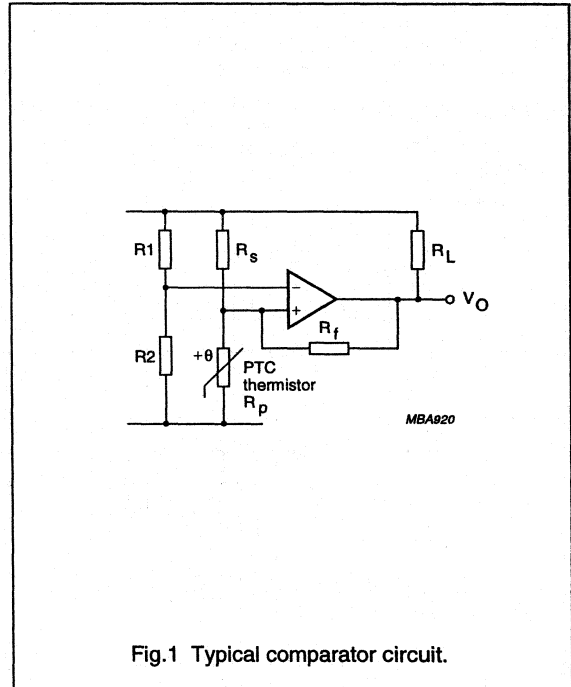 R1
Rs
RL
−
+
VO
Rf
R2
+θ
PTC
thermistor
Rp
MBA920
Fig.1 Typical comparator circuit.